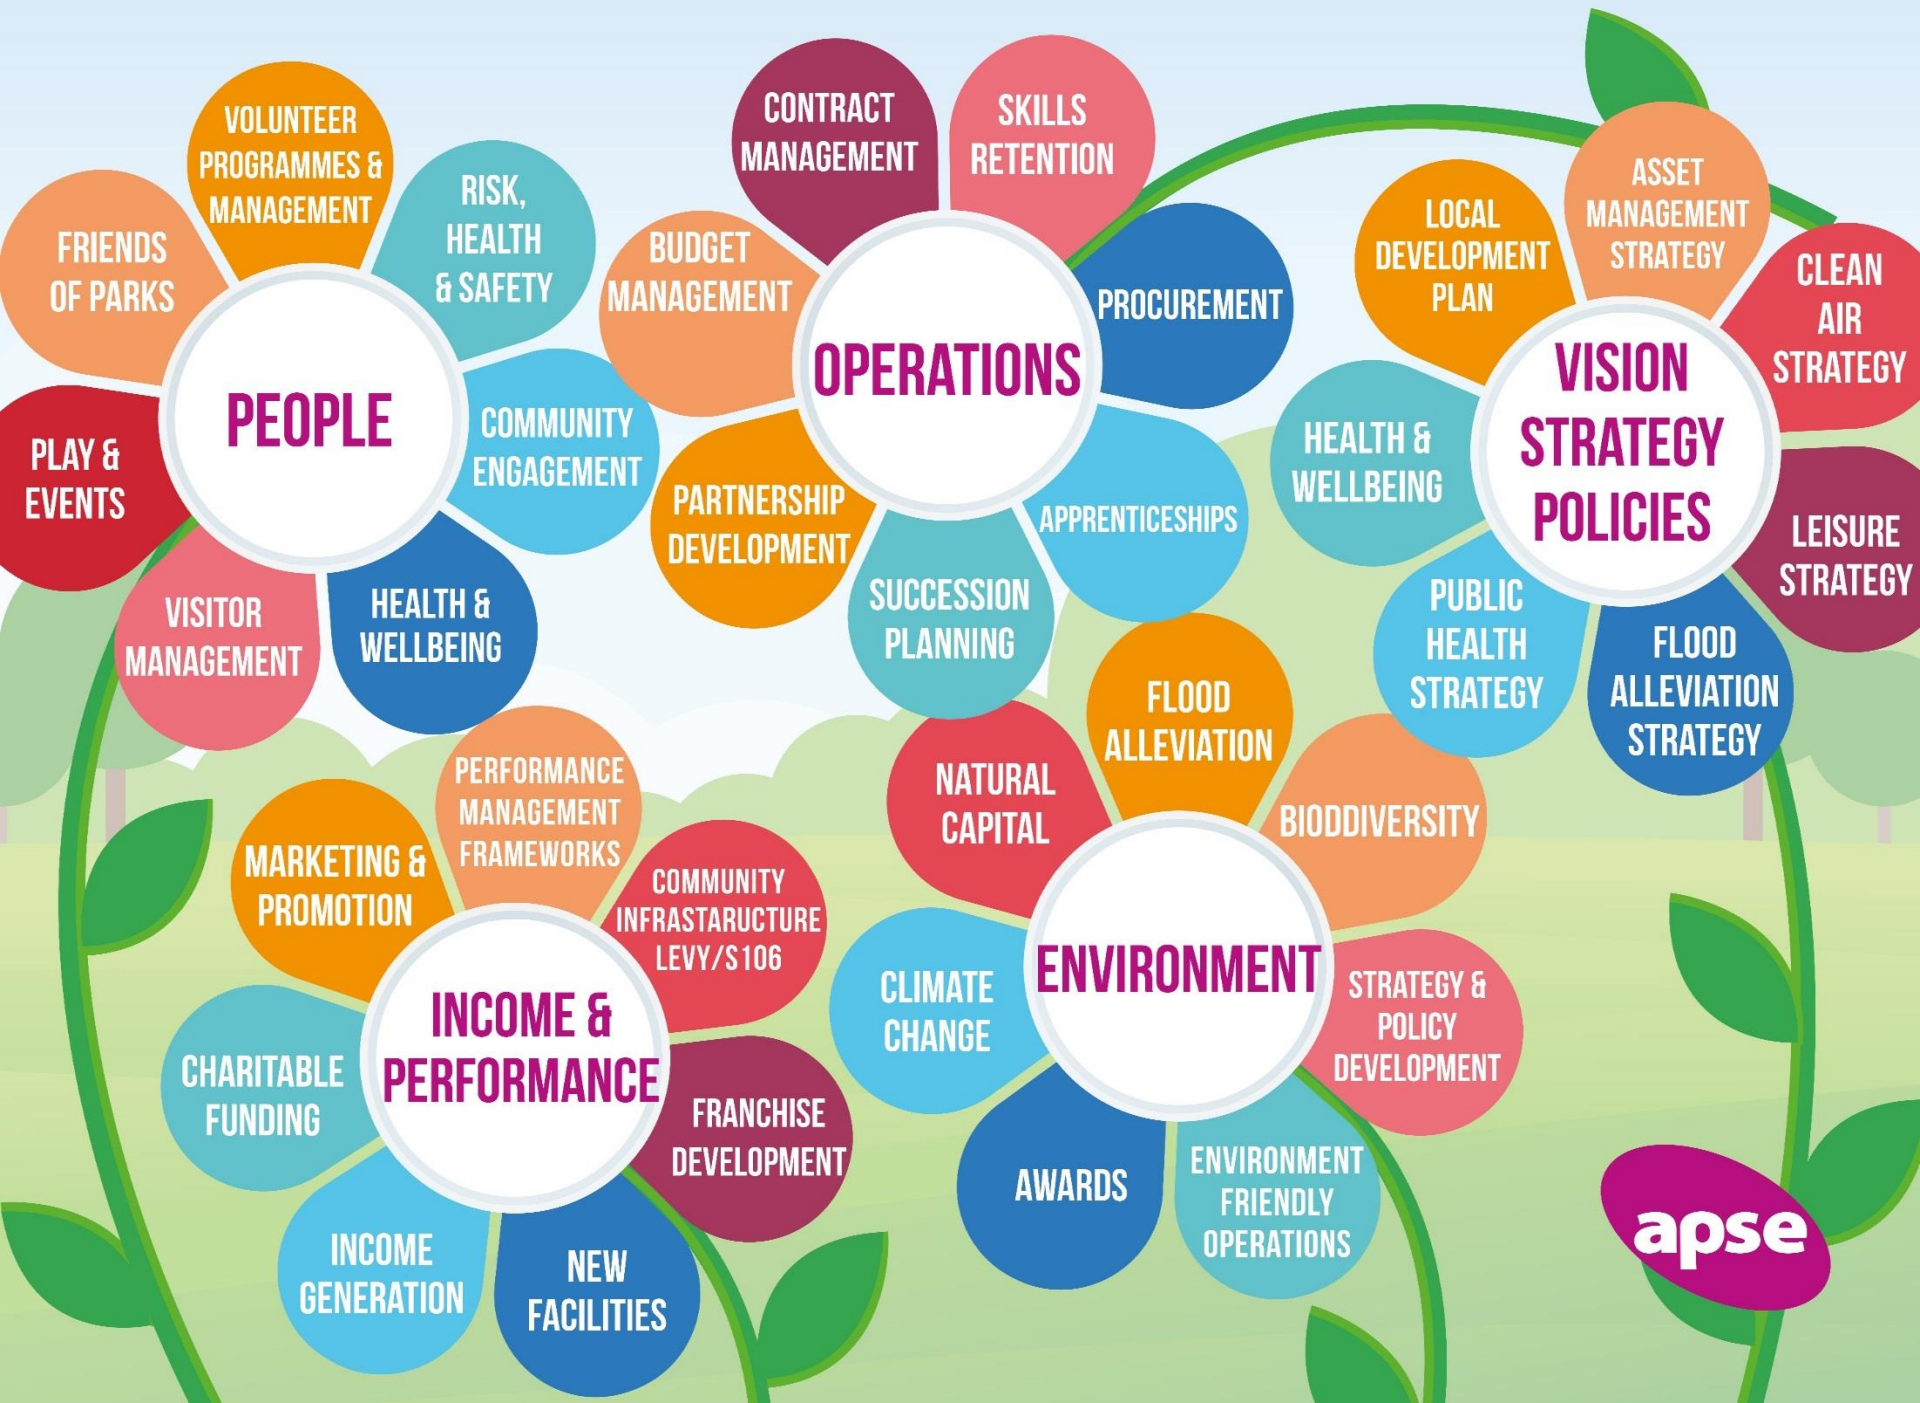 VOLUNTEER
PROGRAMMES &
MANAGEMENT
FRIENDS
OF PARKS
RISK,
HEALTH
& SAFETY
PEOPLE
PLAY &
EVENTS
COMMUNITY
ENGAGEMENT
VISITOR
MANAGEMENT
HEALTH &
WELLBEING
CONTRACT
MANAGEMENT
SKILLS
RETENTION
BUDGET
MANAGEMENT
PROCUREMENT
OPERATIONS
PARTNERSHIP
DEVELOPMENT
APPRENTICESHIPS
SUCCESSION
PLANNING
ASSET
MANAGEMENT
STRATEGY
LOCAL
DEVELOPMENT
PLAN
CLEAN
AIR
STRATEGY
VISION
STRATEGY
POLICIES
HEALTH &
WELLBEING
LEISURE
STRATEGY
PUBLIC
HEALTH
STRATEGY
FLOOD
ALLEVIATION
STRATEGY
PERFORMANCE
MANAGEMENT
FRAMEWORKS
MARKETING &
PROMOTION
COMMUNITY
INFRASTARUCTURE
LEVY/S106
INCOME &
PERFORMANCE
CHARITABLE
FUNDING
FRANCHISE
DEVELOPMENT
INCOME
GENERATION
NEW
FACILITIES
FLOOD
ALLEVIATION
NATURAL
CAPITAL
BIODDIVERSITY
ENVIRONMENT
CLIMATE
CHANGE
STRATEGY &
POLICY
DEVELOPMENT
AWARDS
ENVIRONMENT
FRIENDLY
OPERATIONS
apse